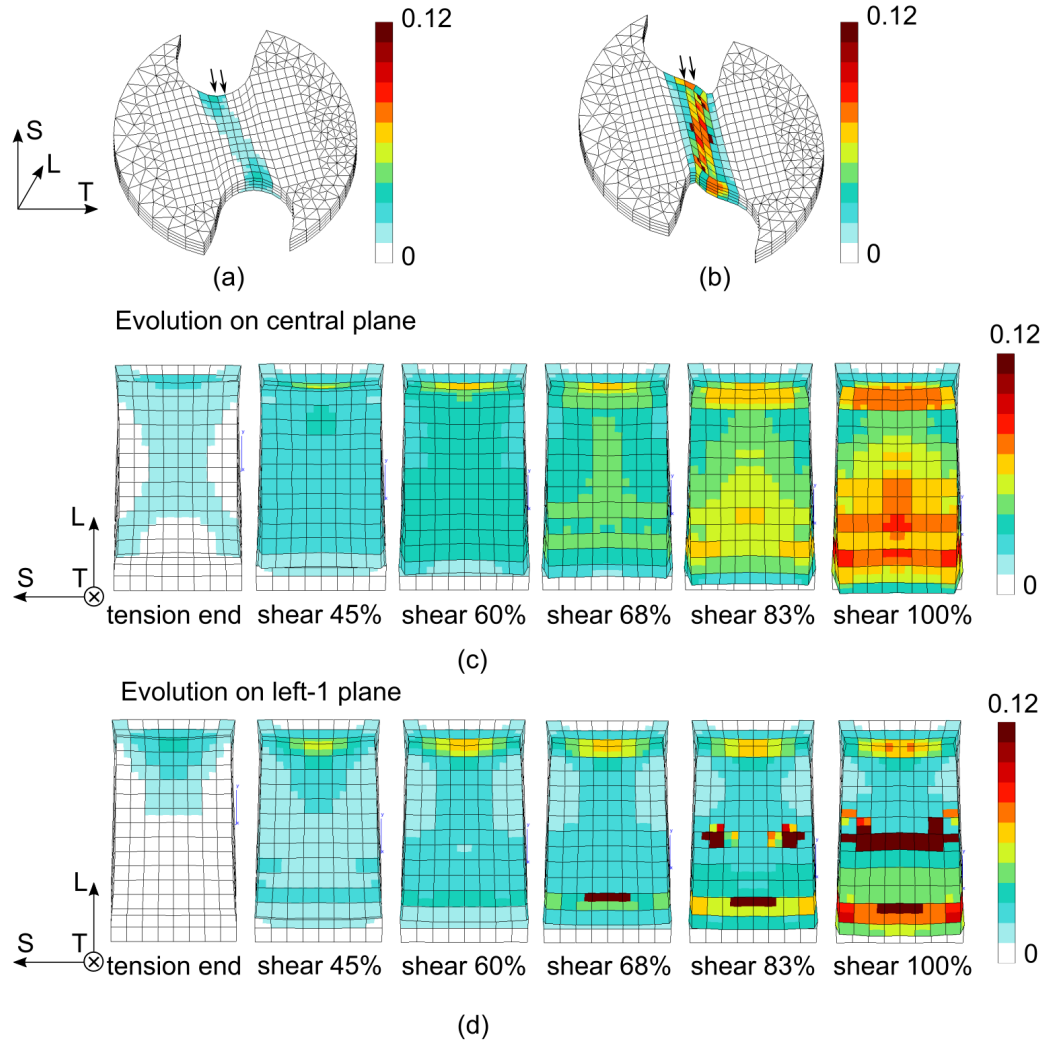 0.12
0.12
S
L
T
0
0
(a)
(b)
Evolution on central plane
0.12
L
S
T
0
tension end
shear 45%
shear 60%
shear 68%
shear 83%
shear 100%
(c)
Evolution on left-1 plane
0.12
L
S
T
0
tension end
shear 45%
shear 60%
shear 68%
shear 83%
shear 100%
(d)